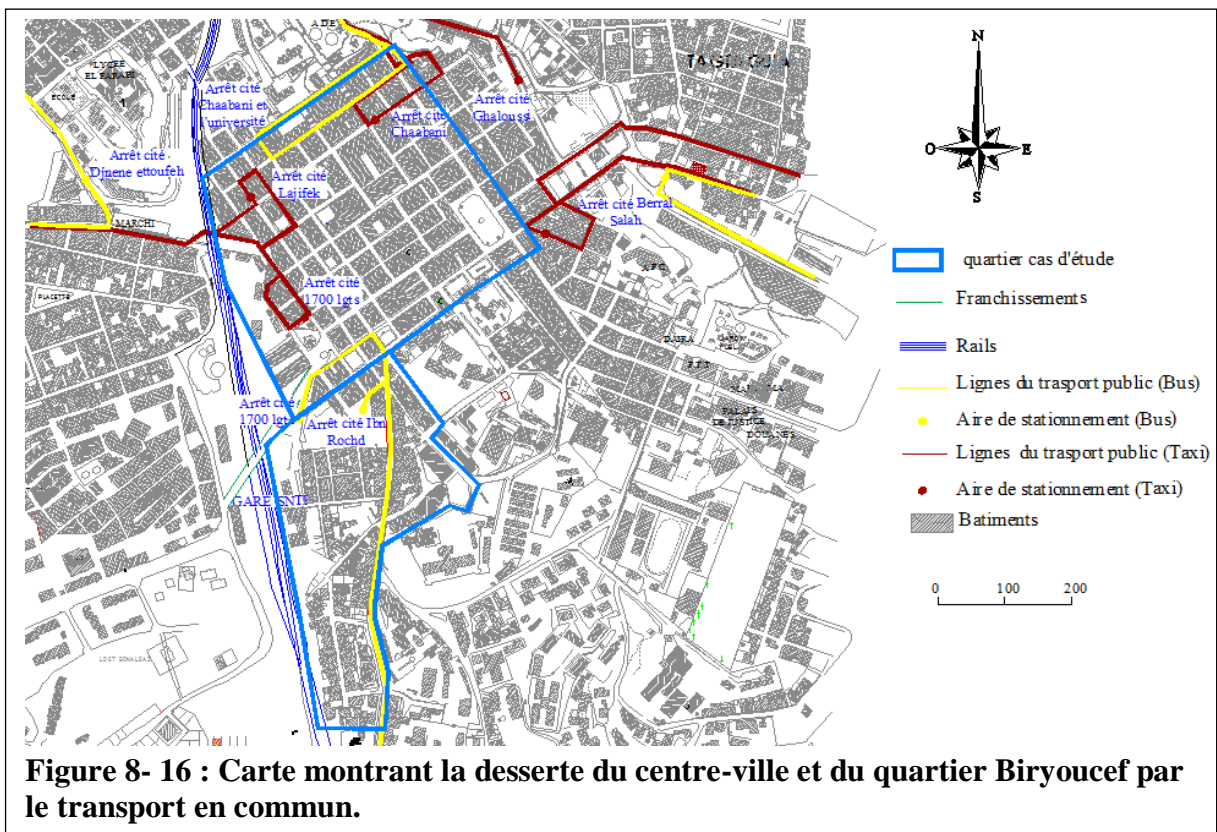 A D E
LYCEE
EL FARABI
ECOLE
TAGHOUIA
Arrêt cité
Chaabani et
l'université
Arrêt cité
Chaabani
Arrêt cité
Ghaloussi
Arrêt cité
Djnene ettoufeh
Arrêt cité
Lajifek
MARCHI
Arrêt cité Berral
Salah
A.P.C
PLACETTE
Arrêt cité
1700 lgts
DAIRA
P.T.T
PALAIS
DE JUSTICE
DOUANES
Arrêt cité
1700 lgts
Arrêt cité Ibn
Rochd
GARE SNTF
N
O
E
S
quartier cas d'étude
Franchissements
Rails
Lignes du trasport public (Bus)
Aire de stationnement (Bus)
Lignes du trasport public (Taxi)
Aire de stationnement (Taxi)
Batiments
0 100 200
Figure 8- 16 : Carte montrant la desserte du centre-ville et du quartier Biryoucef par
le transport en commun.